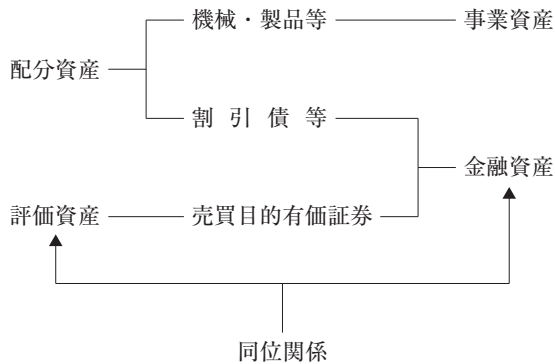 機械・製品等 事業資産
配分資産
割引債等
金融資産
評価資産 売買目的有価証券
同位関係